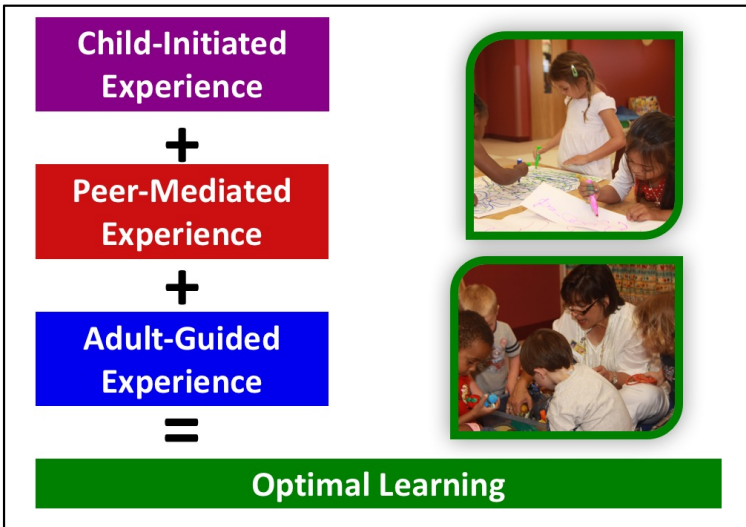 Child-Initiated
Experience
+
Peer-Mediated
Experience
+
Adult-Guided
Experience
=
Optimal Learning